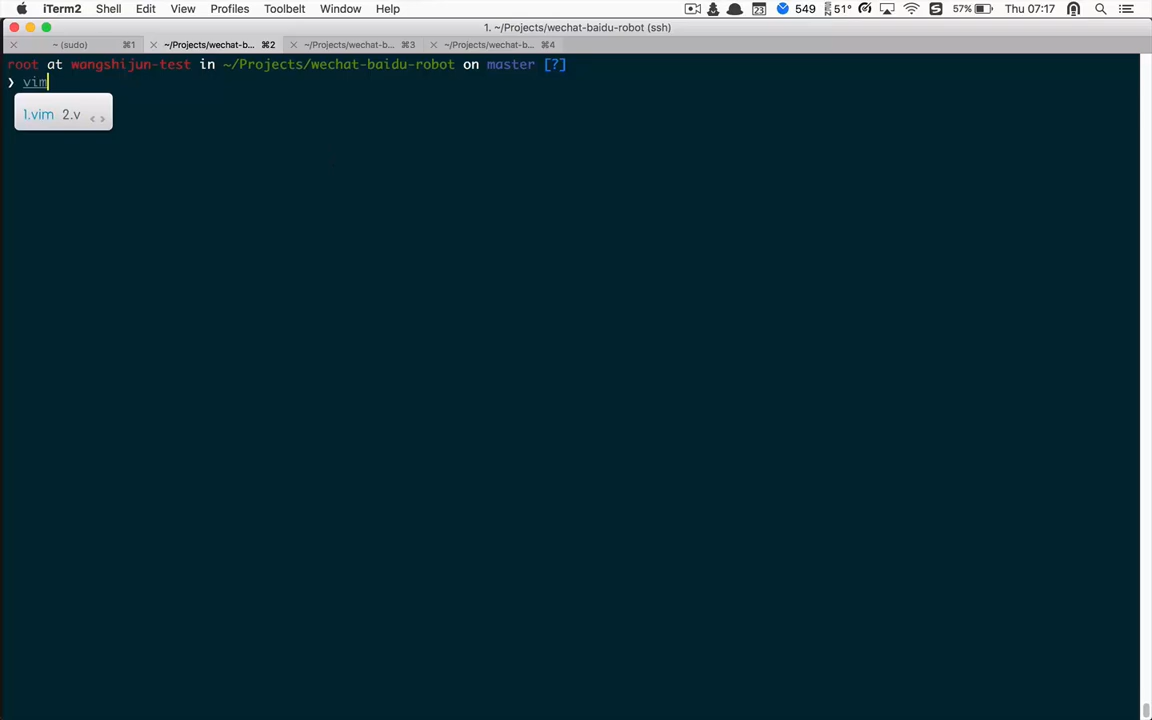 iTerm2 Shell Edit View Profiles Toolbelt Window Help 549 51° 57% Thu 07:17
1. ~/Projects/wechat-baidu-robot (ssh)
~ (sudo) ⌘1 ~/Projects/wechat-b... ⌘2 ~/Projects/wechat-b... ⌘3 ~/Projects/wechat-b... ⌘4
root at wangshijun-test in ~/Projects/wechat-baidu-robot on master [?]
❯ vim
1.vim 2.v < >